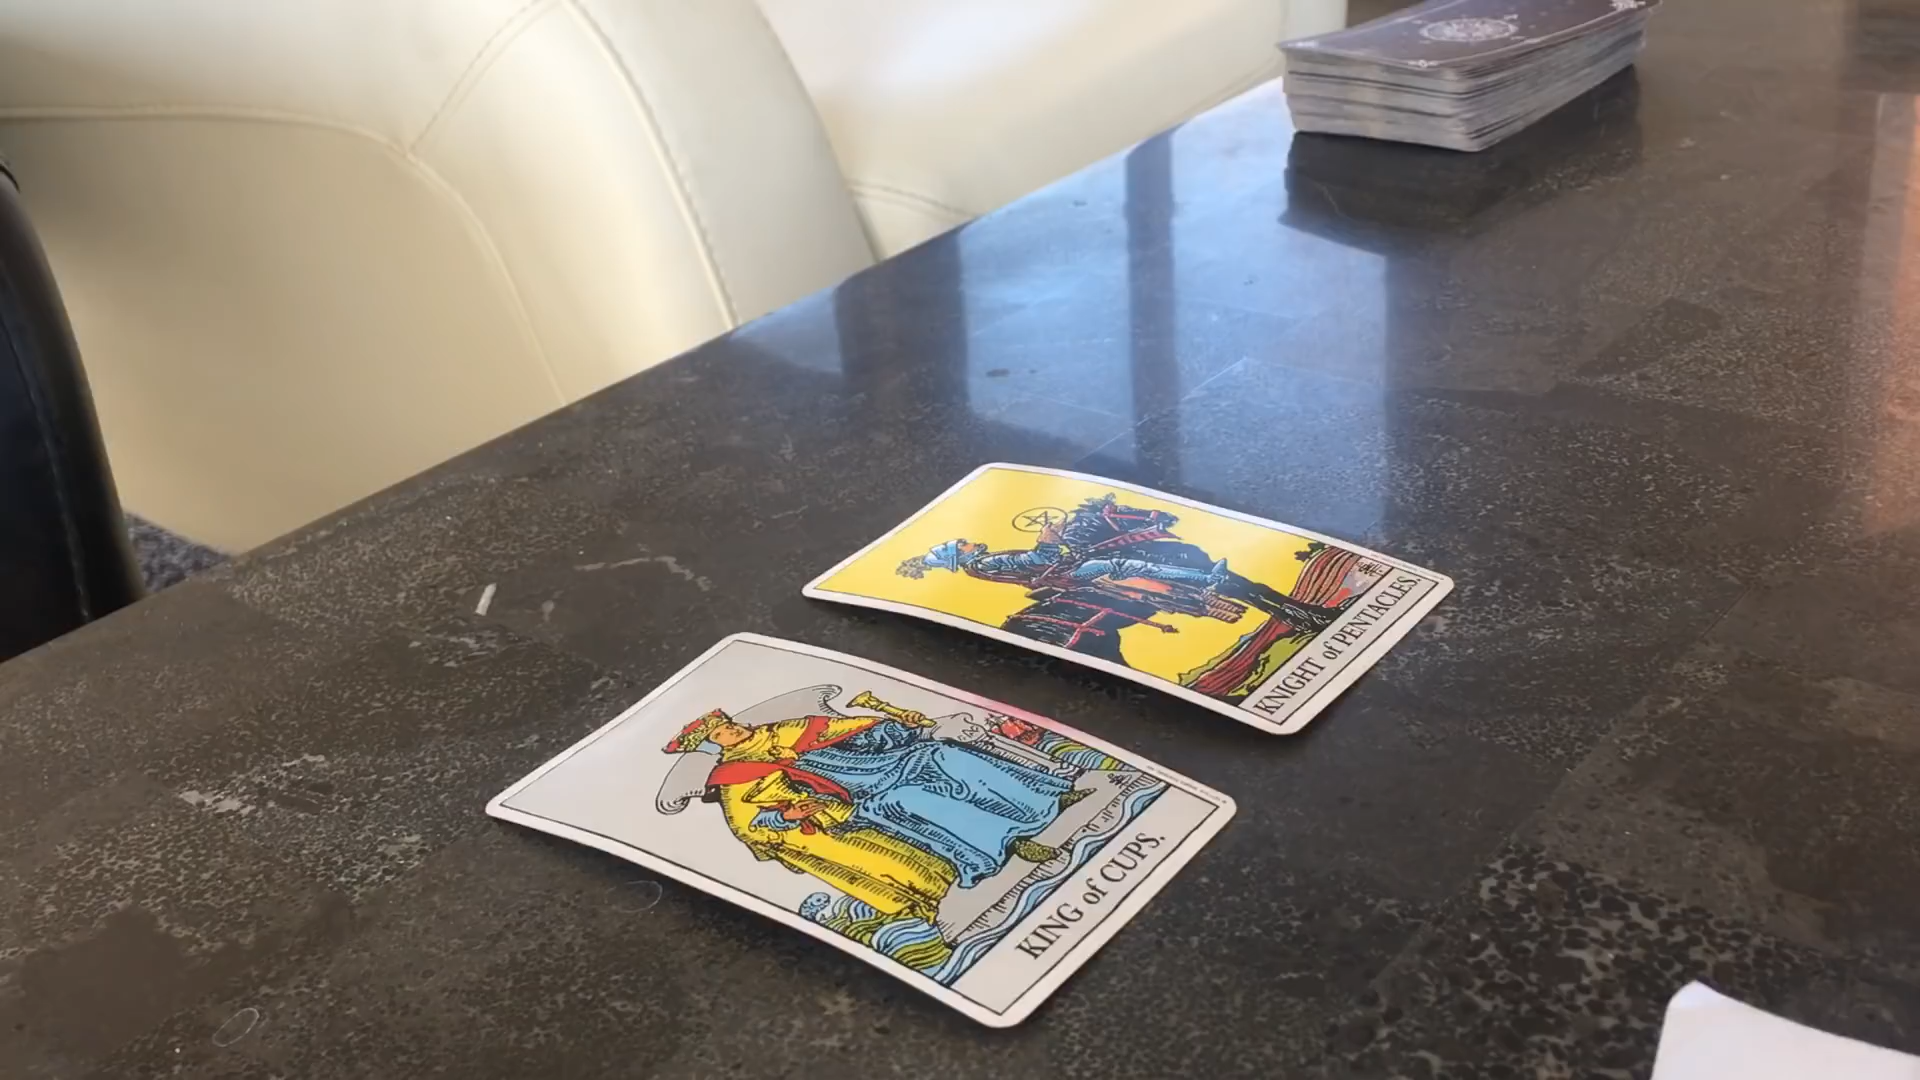 KNIGHT of PENTACLES.
KING of CUPS.